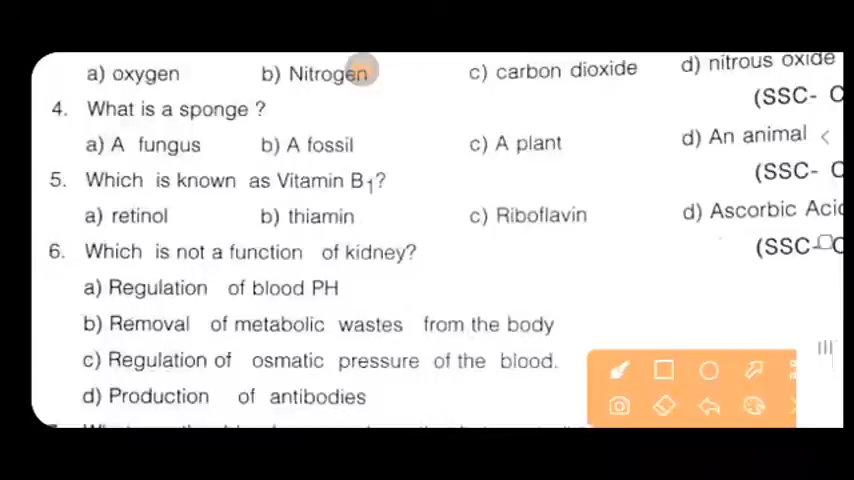 a) oxygen b) Nitrogen c) carbon dioxide d) nitrous oxide
(SSC- C
4. What is a sponge ?
a) A fungus b) A fossil c) A plant d) An animal
(SSC- C
5. Which is known as Vitamin B1?
a) retinol b) thiamin c) Riboflavin d) Ascorbic Acid
(SSC- C
6. Which is not a function of kidney?
a) Regulation of blood PH
b) Removal of metabolic wastes from the body
c) Regulation of osmatic pressure of the blood.
d) Production of antibodies